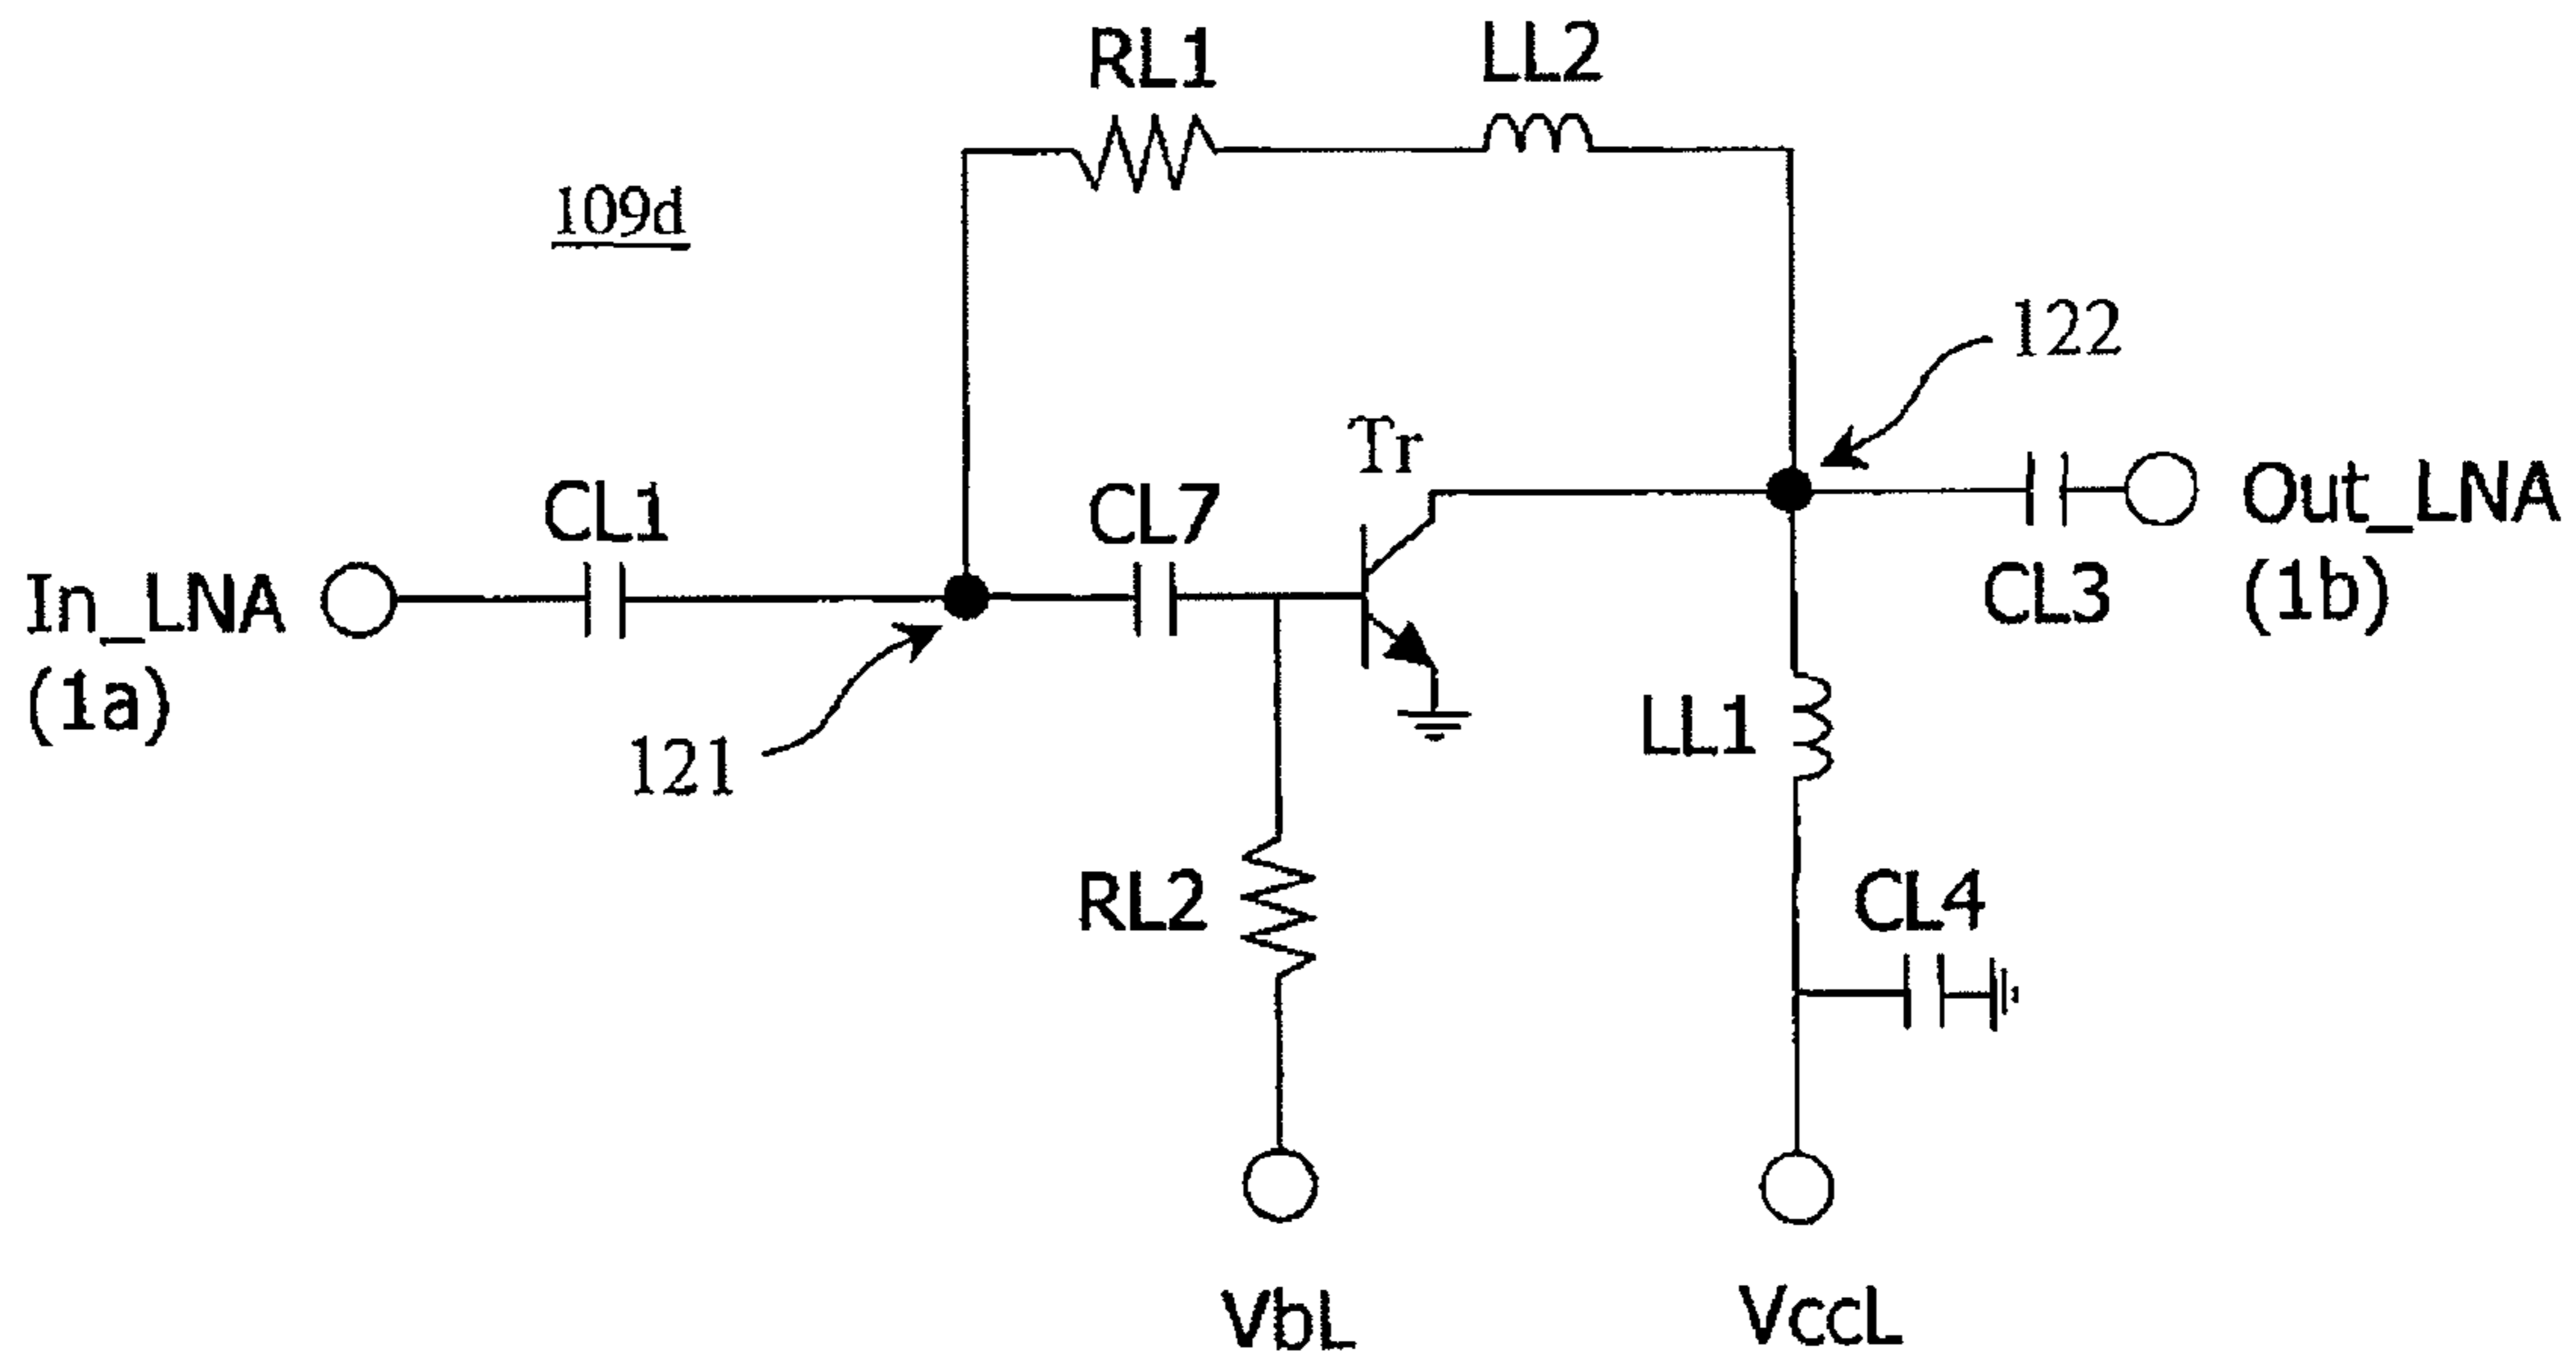 RL1
LL2
109d
122
Tr
CL1
CL7
In_LNA
(1a)
Out_LNA
(1b)
CL3
121
LL1
RL2
CL4
VbL
VccL